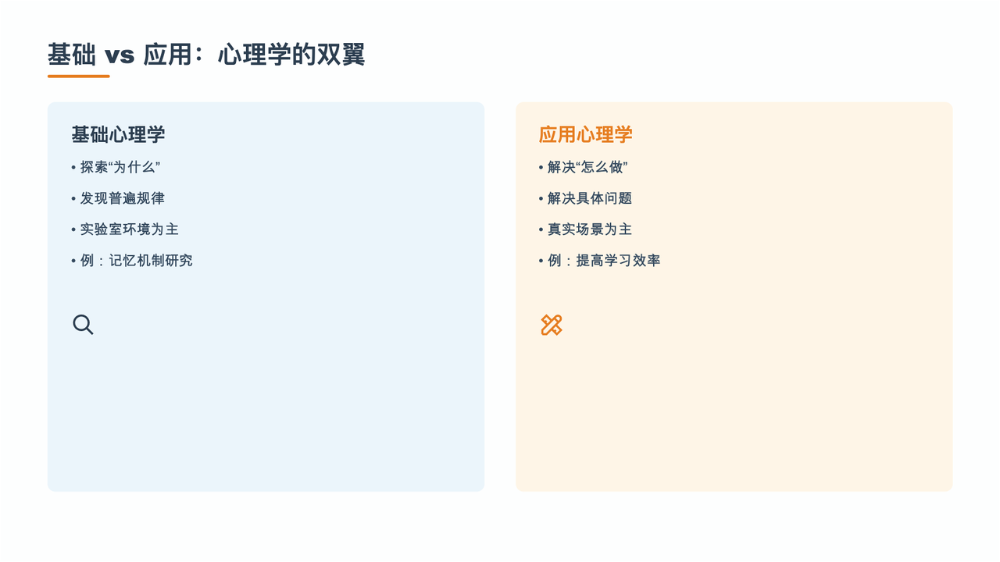 基础 vs 应用：心理学的双翼
基础心理学
• 探索“为什么”
• 发现普遍规律
• 实验室环境为主
• 例：记忆机制研究
应用心理学
• 解决“怎么做”
• 解决具体问题
• 真实场景为主
• 例：提高学习效率